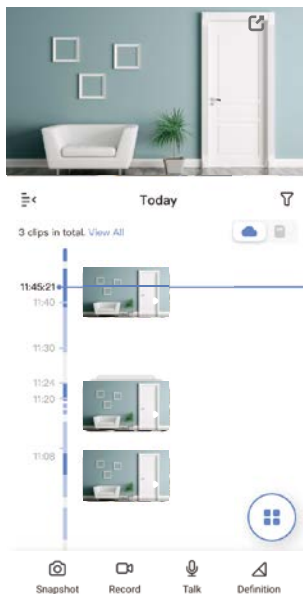 Today
3 clips in total. View All
11:45:21
11:40
11:30
11:24
11:20
11:08
Snapshot Record Talk Definition